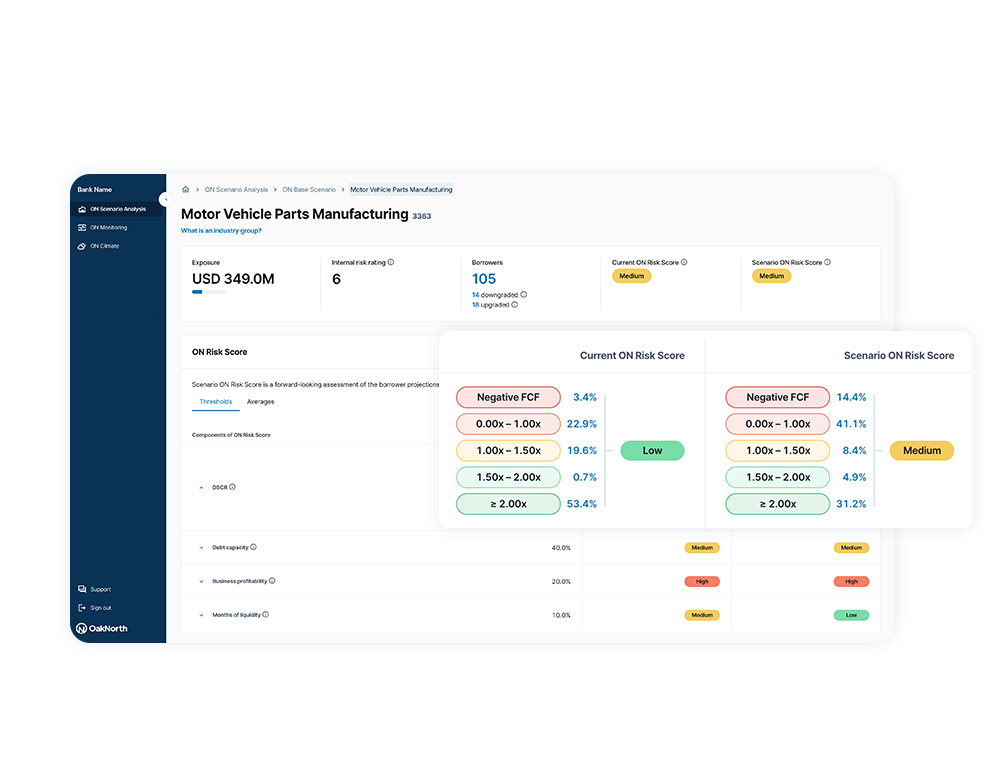 Bank Name
ON Scenario Analysis
ON Monitoring
ON Climate
Support
Sign out
OakNorth
ON Scenario Analysis > ON Base Scenario > Motor Vehicle Parts Manufacturing
Motor Vehicle Parts Manufacturing 3363
What is an industry group?
Exposure
USD 349.0M
Internal risk rating
6
Borrowers
105
14 downgraded
18 upgraded
Current ON Risk Score
Medium
Scenario ON Risk Score
Medium
ON Risk Score
Scenario ON Risk Score is a forward-looking assessment of the borrower projections
Thresholds Averages
Components of ON Risk Score
DSCR
Current ON Risk Score
Negative FCF 3.4%
0.00x – 1.00x 22.9%
1.00x – 1.50x 19.6%
1.50x – 2.00x 0.7%
≥ 2.00x 53.4%
Low
Scenario ON Risk Score
Negative FCF 14.4%
0.00x – 1.00x 41.1%
1.00x – 1.50x 8.4%
1.50x – 2.00x 4.9%
≥ 2.00x 31.2%
Medium
Debt capacity 40.0% Medium Medium
Business profitability 20.0% High High
Months of liquidity 10.0% Medium Low